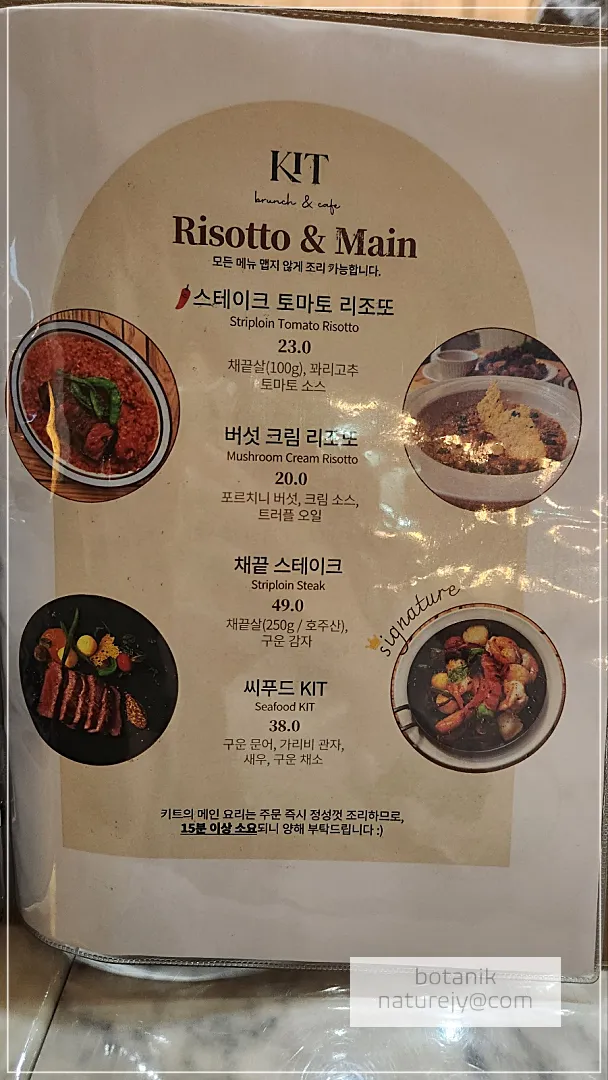 KIT
brunch & cafe
Risotto & Main
모든 메뉴 맵지 않게 조리 가능합니다.
스테이크 토마토 리조또
Striploin Tomato Risotto
23.0
채끝살(100g), 꽈리고추
토마토 소스
버섯 크림 리조또
Mushroom Cream Risotto
20.0
포르치니 버섯, 크림 소스,
트러플 오일
채끝 스테이크
Striploin Steak
49.0
채끝살(250g / 호주산),
구운 감자
signature
씨푸드 KIT
Seafood KIT
38.0
구운 문어, 가리비 관자,
새우, 구운 채소
키트의 메인 요리는 주문 즉시 정성껏 조리하므로,
15분 이상 소요되니 양해 부탁드립니다 :)
botanik
naturejy@com